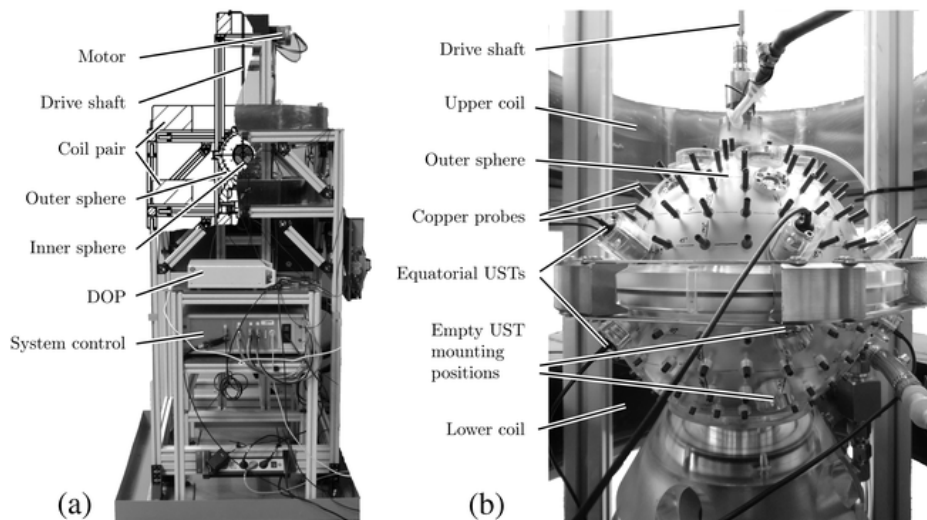 Motor
Drive shaft
Coil pair
Outer sphere
Inner sphere
DOP
System control
(a)
Drive shaft
Upper coil
Outer sphere
Copper probes
Equatorial USTs
Empty UST
mounting
positions
Lower coil
(b)